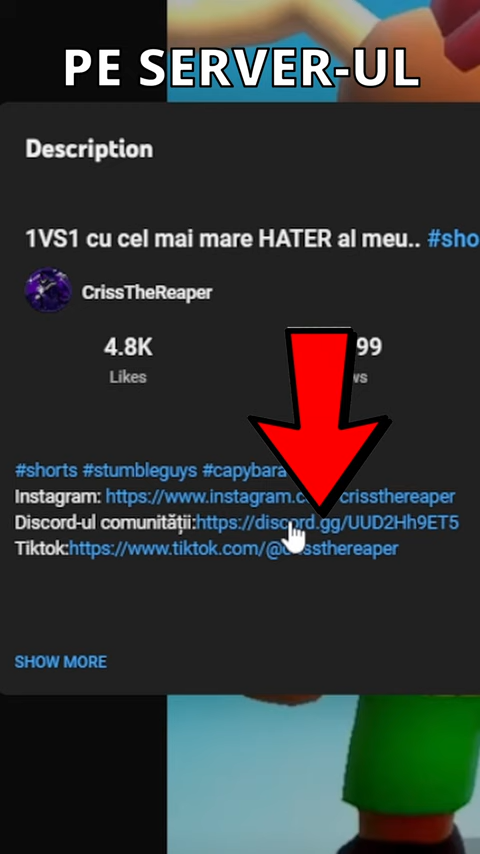 PE SERVER-UL
Description
1VS1 cu cel mai mare HATER al meu.. #sho
CrissTheReaper
4.8K
99
Likes
ws
#shorts #stumbleguys #capybara
Instagram: https://www.instagram.c crissthereaper
Discord-ul comunității:https://discord.gg/UUD2Hh9ET5
Tiktok:https://www.tiktok.com/@crissthereaper
SHOW MORE